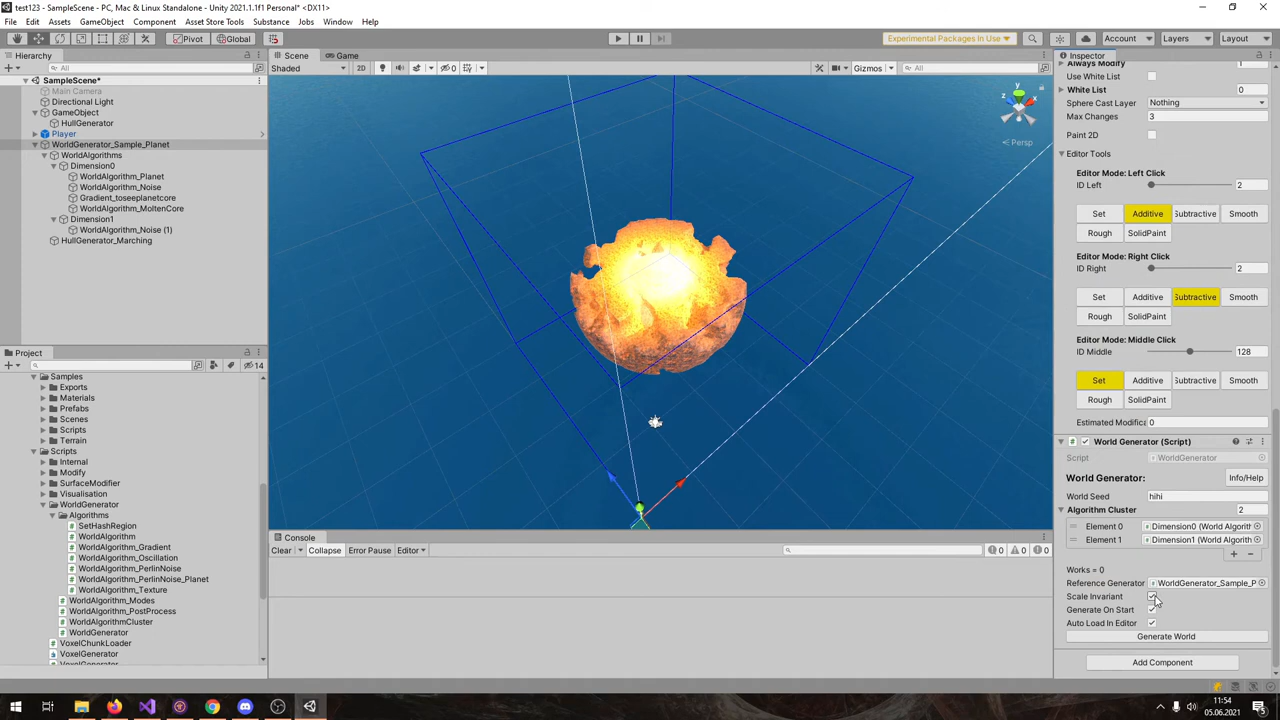 test123 - SampleScene - PC, Mac & Linux Standalone - Unity 2021.1.1f1 Personal* <DX11>
File Edit Assets GameObject Component Asset Store Tools Substance Jobs Window Help
Pivot Global Experimental Packages In Use Account Layers Layout
Hierarchy Scene Game Inspector
All Shaded 2D 0 Gizmos All
SampleScene*
Main Camera
Directional Light
GameObject
HullGenerator
Player
WorldGenerator_Sample_Planet
WorldAlgorithms
Dimension0
WorldAlgorithm_Planet
WorldAlgorithm_Noise
Gradient_toseeplanetcore
WorldAlgorithm_MoltenCore
Dimension1
WorldAlgorithm_Noise (1)
HullGenerator_Marching
y
x
z
Persp
Project
14
Samples
Exports
Materials
Prefabs
Scenes
Scripts
Terrain
Scripts
Internal
Modify
SurfaceModifier
Visualisation
WorldGenerator
Algorithms
SetHashRegion
WorldAlgorithm
WorldAlgorithm_Gradient
WorldAlgorithm_Oscillation
WorldAlgorithm_PerlinNoise
WorldAlgorithm_PerlinNoise_Planet
WorldAlgorithm_Texture
WorldAlgorithm_Modes
WorldAlgorithm_PostProcess
WorldAlgorithmCluster
WorldGenerator
VoxelChunkLoader
VoxelGenerator
Console
Clear Collapse Error Pause Editor 0 0 0
Always Modify 1
Use White List
White List 0
Sphere Cast Layer Nothing
Max Changes 3
Paint 2D
Editor Tools
Editor Mode: Left Click
ID Left 2
Set Additive Subtractive Smooth
Rough SolidPaint
Editor Mode: Right Click
ID Right 2
Set Additive Subtractive Smooth
Rough SolidPaint
Editor Mode: Middle Click
ID Middle 128
Set Additive Subtractive Smooth
Rough SolidPaint
Estimated Modific 0
World Generator (Script)
Script WorldGenerator
World Generator: Info/Help
World Seed hihi
Algorithm Cluster 2
Element 0 Dimension0 (World Algorith
Element 1 Dimension1 (World Algorith
Works = 0
Reference Generator WorldGenerator_Sample_P
Scale Invariant
Generate On Start
Auto Load In Editor
Generate World
Add Component
11:54
05.06.2021